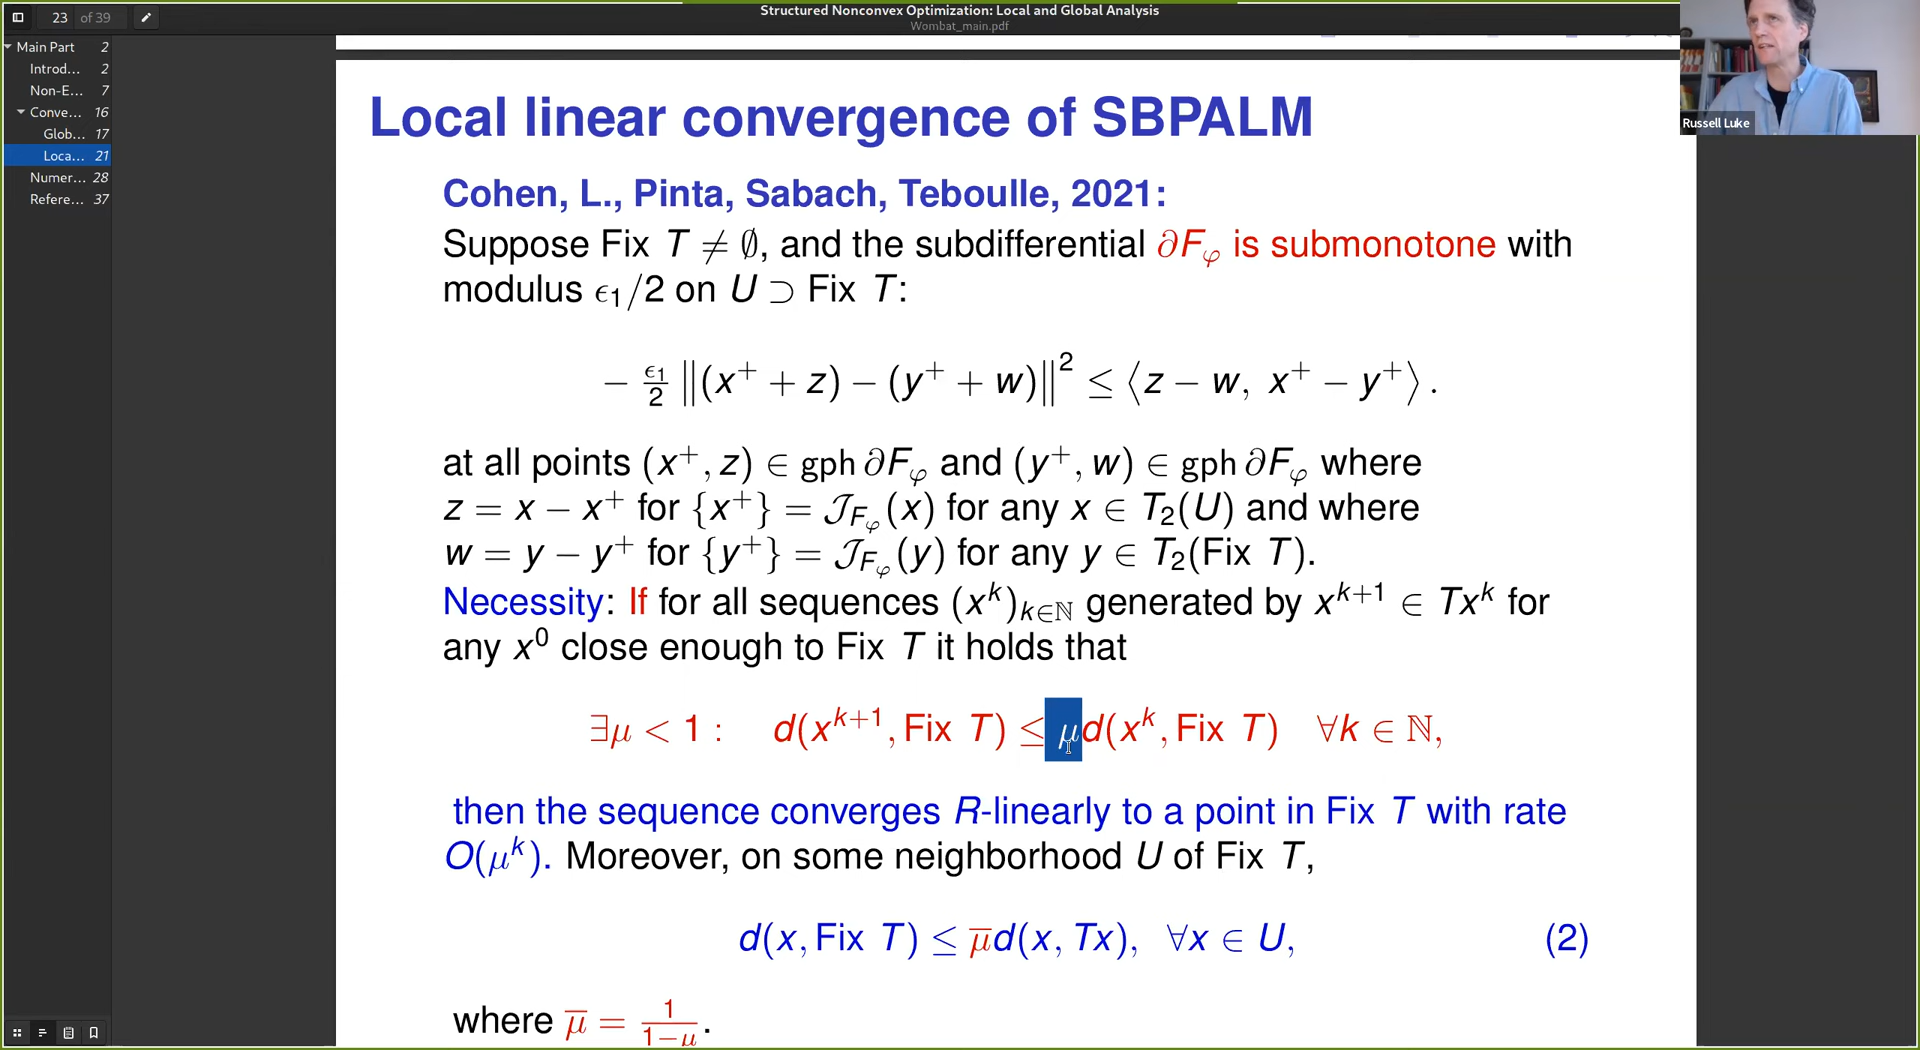 23 of 39
Structured Nonconvex Optimization: Local and Global Analysis
Wombat_main.pdf
Main Part 2
Introd... 2
Non-E... 7
Conve... 16
Glob... 17
Loca... 21
Numer... 28
Refere... 37
Russell Luke
Local linear convergence of SBPALM
Cohen, L., Pinta, Sabach, Teboulle, 2021:
Suppose Fix T ≠ ∅, and the subdifferential ∂F_φ is submonotone with
modulus ϵ₁/2 on U ⊃ Fix T:
− ϵ₁/2 ‖(x⁺ + z) − (y⁺ + w)‖² ≤ ⟨z − w, x⁺ − y⁺⟩.
at all points (x⁺, z) ∈ gph ∂F_φ and (y⁺, w) ∈ gph ∂F_φ where
z = x − x⁺ for {x⁺} = 𝒥_{F_φ}(x) for any x ∈ T₂(U) and where
w = y − y⁺ for {y⁺} = 𝒥_{F_φ}(y) for any y ∈ T₂(Fix T).
Necessity: If for all sequences (x^k)_{k∈ℕ} generated by x^{k+1} ∈ Tx^k for
any x⁰ close enough to Fix T it holds that
∃μ < 1 : d(x^{k+1}, Fix T) ≤ μd(x^k, Fix T) ∀k ∈ ℕ,
then the sequence converges R-linearly to a point in Fix T with rate
O(μ^k). Moreover, on some neighborhood U of Fix T,
d(x, Fix T) ≤ μ̅d(x, Tx), ∀x ∈ U, (2)
where μ̅ = 1/(1−μ).